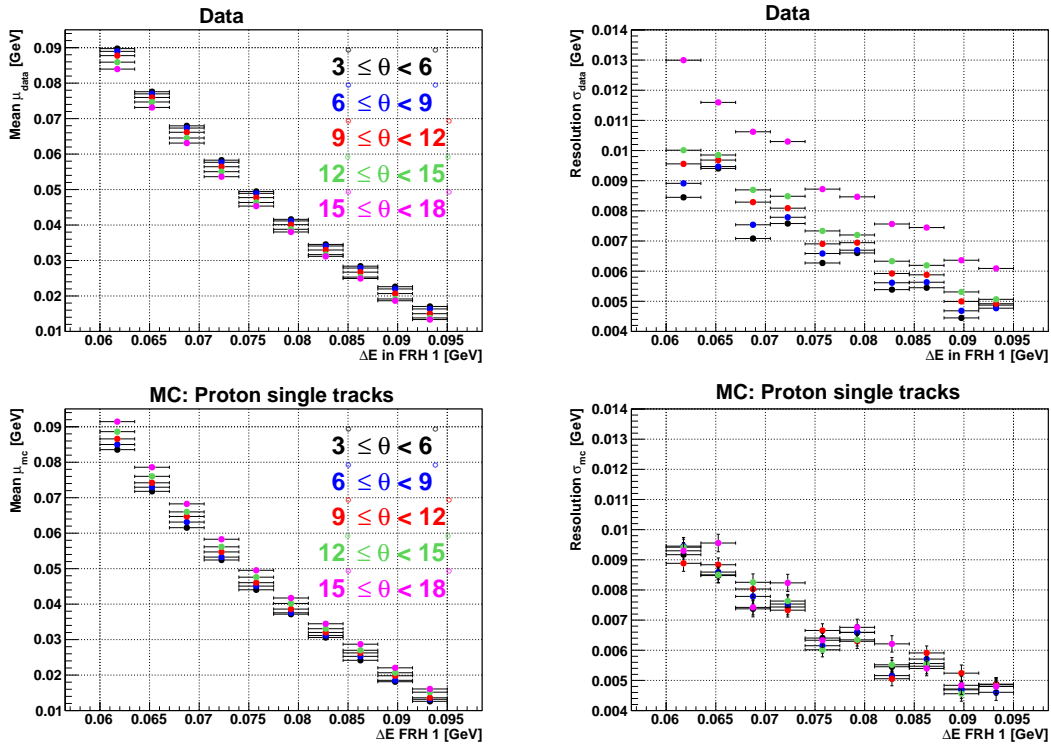 Data
Mean μ_data [GeV]
0.09
0.08
0.07
0.06
0.05
0.04
0.03
0.02
0.01
3° ≤ θ < 6°
6° ≤ θ < 9°
9° ≤ θ < 12°
12° ≤ θ < 15°
15° ≤ θ < 18°
0.06 0.065 0.07 0.075 0.08 0.085 0.09 0.095
ΔE in FRH 1 [GeV]
Data
Resolution σ_data [GeV]
0.014
0.013
0.012
0.011
0.01
0.009
0.008
0.007
0.006
0.005
0.004
0.06 0.065 0.07 0.075 0.08 0.085 0.09 0.095
ΔE in FRH 1 [GeV]
MC: Proton single tracks
Mean μ_mc [GeV]
0.09
0.08
0.07
0.06
0.05
0.04
0.03
0.02
0.01
3° ≤ θ < 6°
6° ≤ θ < 9°
9° ≤ θ < 12°
12° ≤ θ < 15°
15° ≤ θ < 18°
0.06 0.065 0.07 0.075 0.08 0.085 0.09 0.095
ΔE FRH 1 [GeV]
MC: Proton single tracks
Resolution σ_mc [GeV]
0.014
0.013
0.012
0.011
0.01
0.009
0.008
0.007
0.006
0.005
0.004
0.06 0.065 0.07 0.075 0.08 0.085 0.09 0.095
ΔE FRH 1 [GeV]